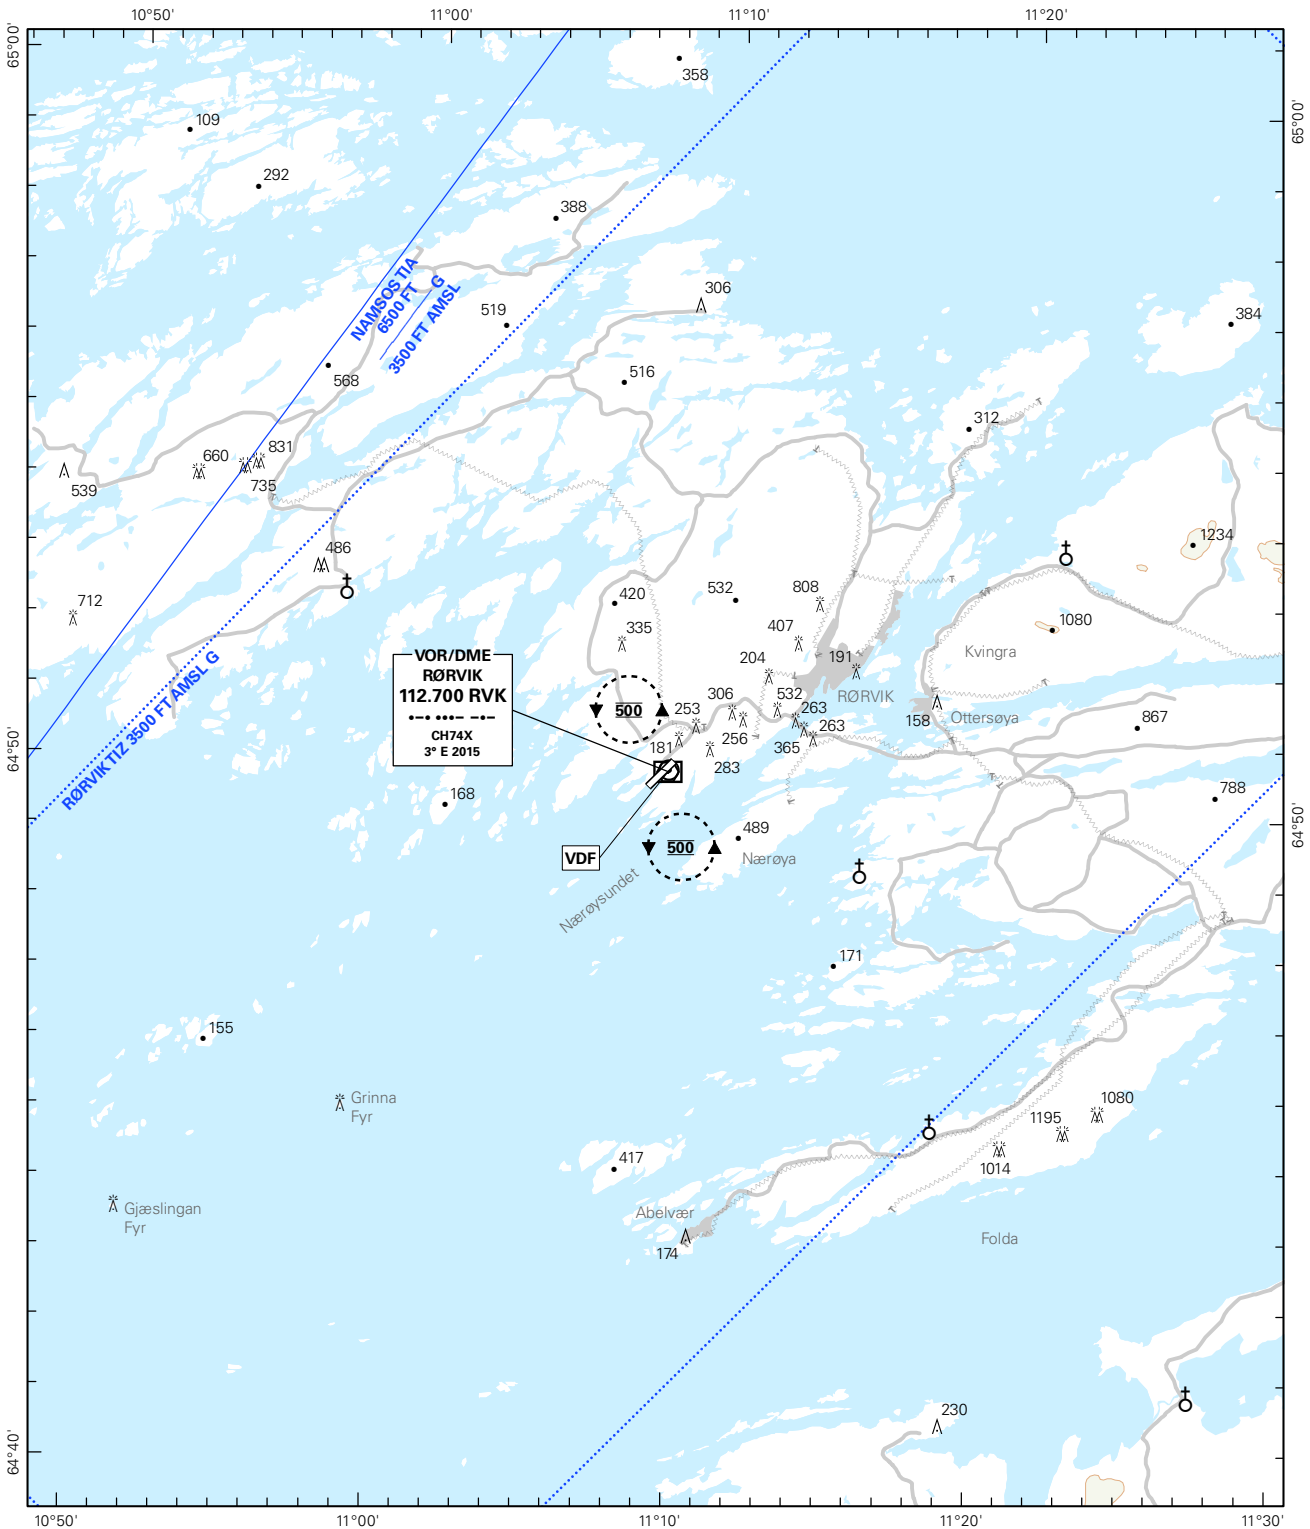 10°50'
11°00'
11°10'
11°20'
65°00'
65°00'
358
109
292
388
NAMSOS TIA
6500 FT
G
3500 FT AMSL
306
519
384
568
516
312
831
660
735
539
1234
486
808
532
420
712
335
407
1080
Kvingra
204
191
VOR/DME
RØRVIK
112.700 RVK
CH74X
3° E 2015
RØRVIK TIZ 3500 FT AMSL G
RØRVIK
306
532
253
500
263
263
158
Ottersøya
867
181
256
365
64°50'
283
168
788
64°50'
489
500
VDF
Nærøya
Nærøysundet
171
155
Grinna
Fyr
1080
1195
417
1014
Gjæslingan
Fyr
Abelvær
174
Folda
230
64°40'
10°50'
11°00'
11°10'
11°20'
11°30'